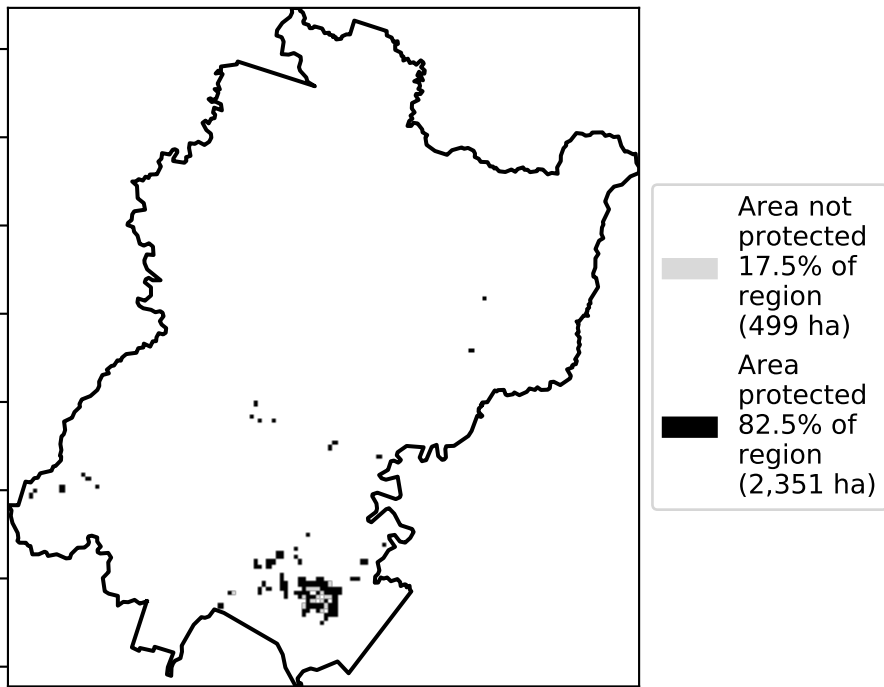 Area not
protected
17.5% of
region
(499 ha)
Area
protected
82.5% of
region
(2,351 ha)